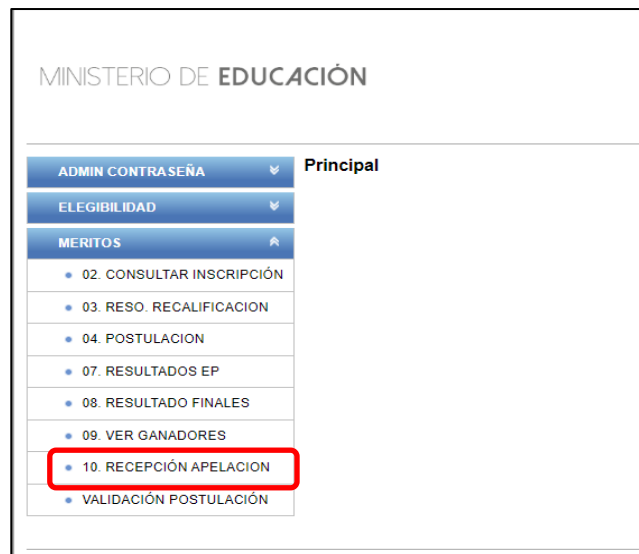 MINISTERIO DE EDUCACIÓN
ADMIN CONTRASEÑA
Principal
ELEGIBILIDAD
MERITOS
02. CONSULTAR INSCRIPCIÓN
03. RESO. RECALIFICACION
04. POSTULACION
07. RESULTADOS EP
08. RESULTADO FINALES
09. VER GANADORES
10. RECEPCIÓN APELACION
VALIDACIÓN POSTULACIÓN